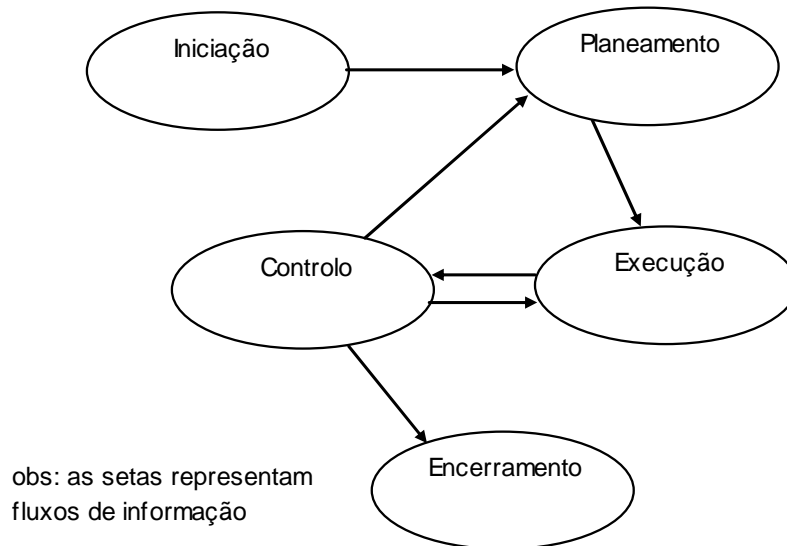 Iniciação
Planeamento
Controlo
Execução
Encerramento
obs: as setas representam
fluxos de informação